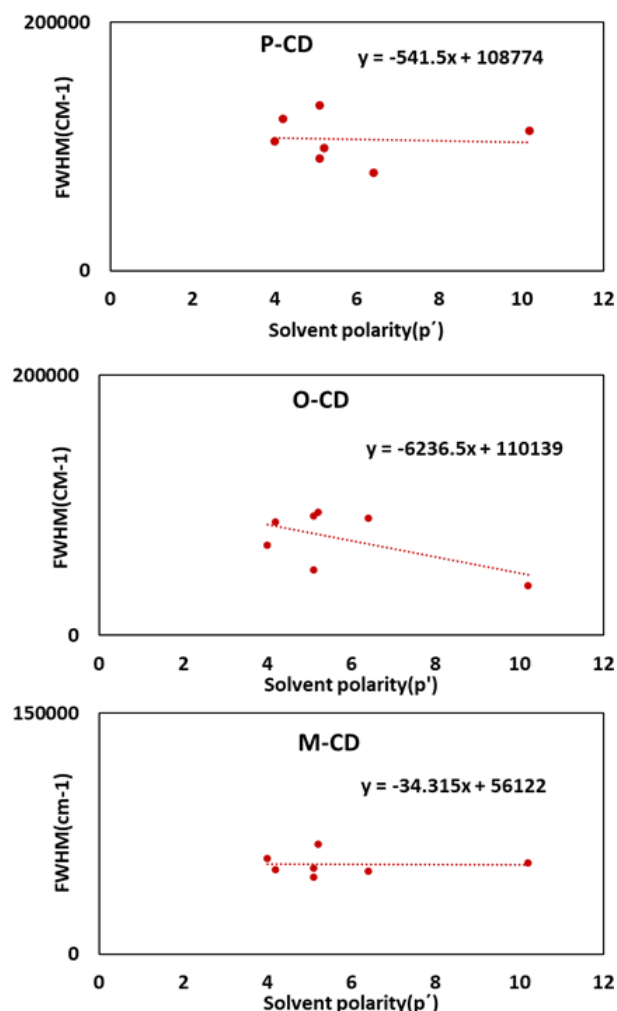 200000
P-CD
y = -541.5x + 108774
FWHM(CM-1)
0
0 2 4 6 8 10 12
Solvent polarity(p´)
200000
O-CD
y = -6236.5x + 110139
FWHM(CM-1)
0
0 2 4 6 8 10 12
Solvent polarity(p')
150000
M-CD
y = -34.315x + 56122
FWHM(cm-1)
0
0 2 4 6 8 10 12
Solvent polarity(p´)